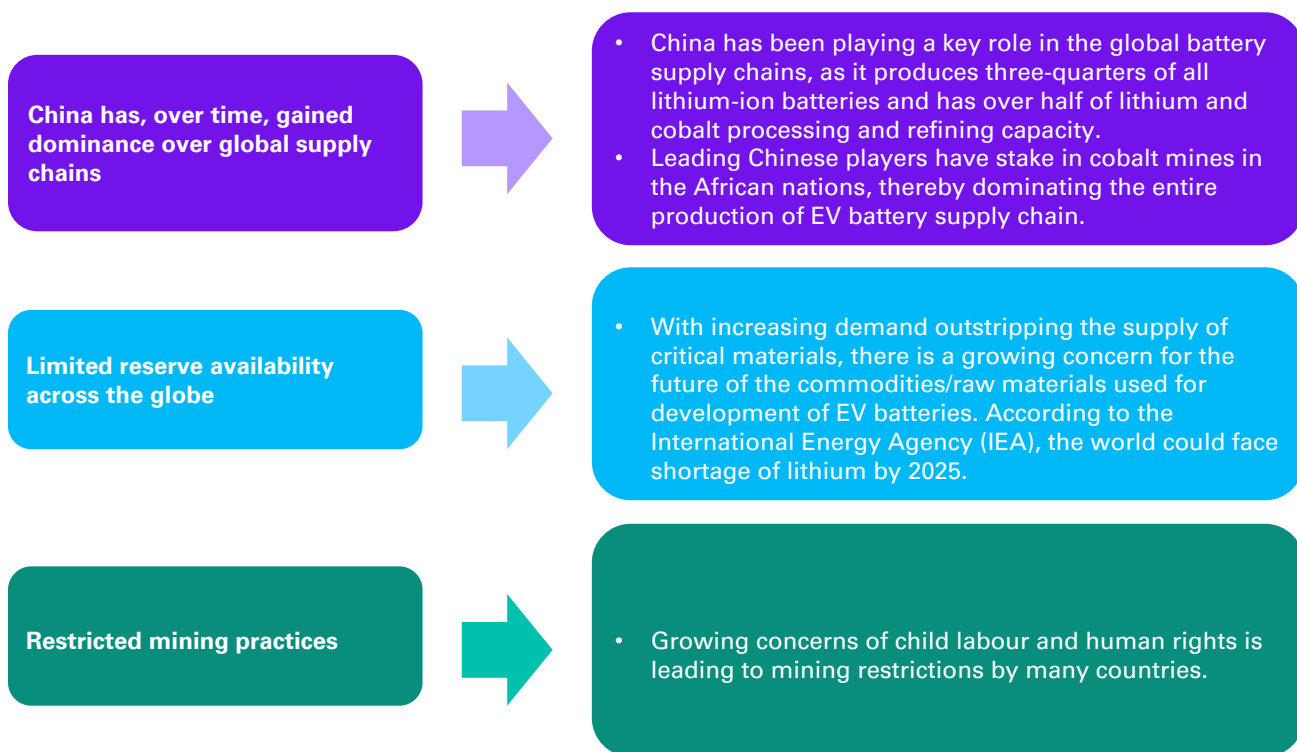 China has, over time, gained
dominance over global supply
chains
• China has been playing a key role in the global battery
supply chains, as it produces three-quarters of all
lithium-ion batteries and has over half of lithium and
cobalt processing and refining capacity.
• Leading Chinese players have stake in cobalt mines in
the African nations, thereby dominating the entire
production of EV battery supply chain.
Limited reserve availability
across the globe
• With increasing demand outstripping the supply of
critical materials, there is a growing concern for the
future of the commodities/raw materials used for
development of EV batteries. According to the
International Energy Agency (IEA), the world could face
shortage of lithium by 2025.
Restricted mining practices
• Growing concerns of child labour and human rights is
leading to mining restrictions by many countries.